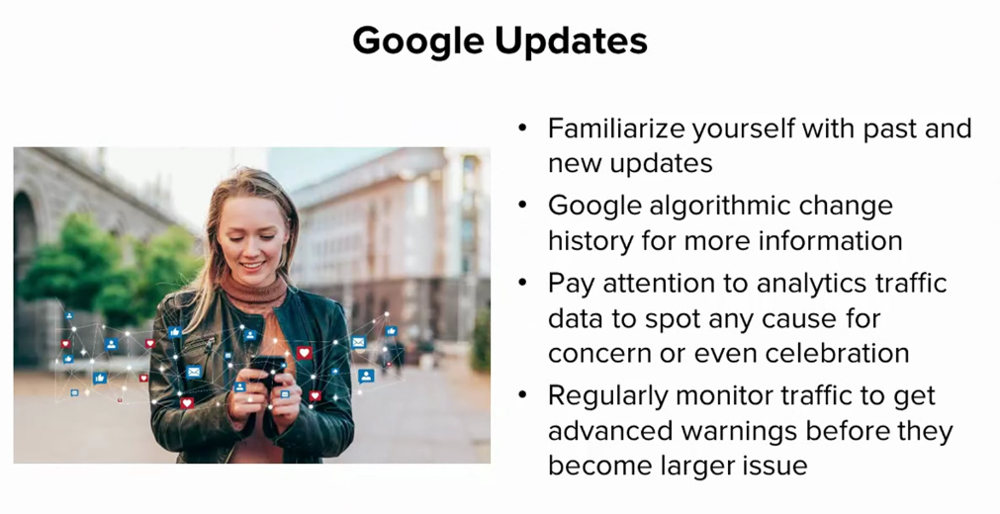 Google Updates
• Familiarize yourself with past and
new updates
• Google algorithmic change
history for more information
• Pay attention to analytics traffic
data to spot any cause for
concern or even celebration
• Regularly monitor traffic to get
advanced warnings before they
become larger issue